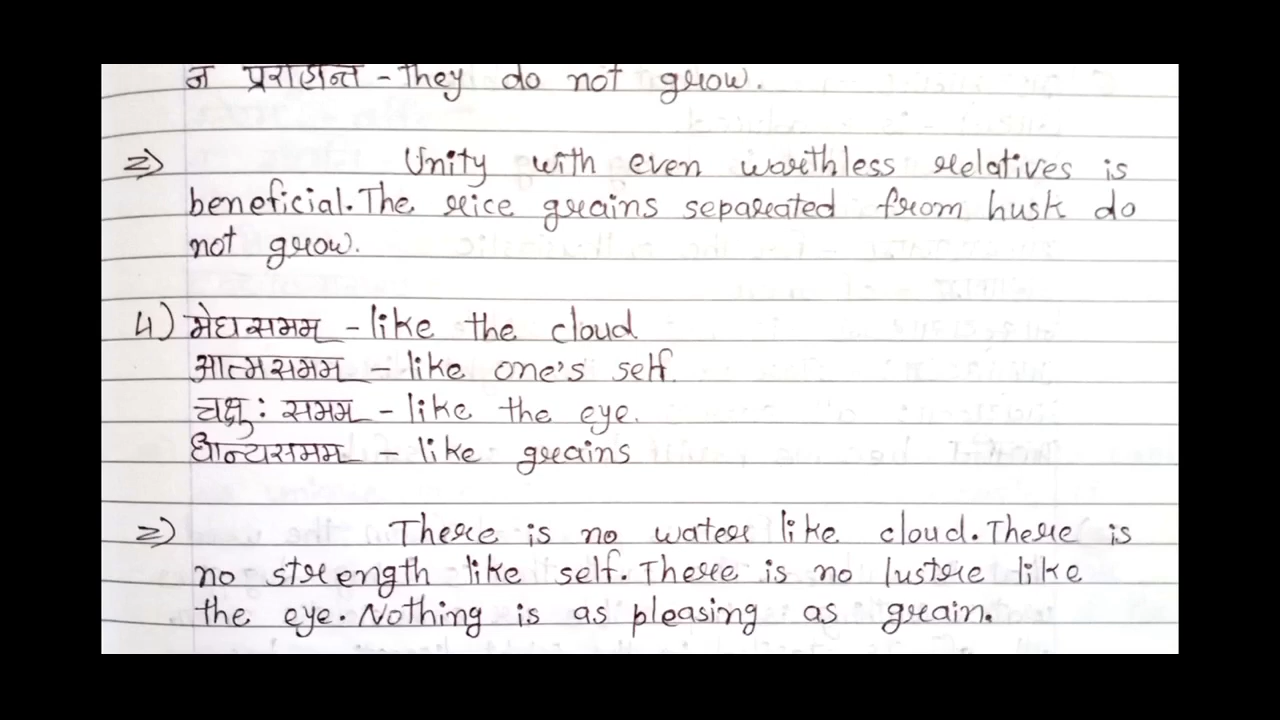 न प्ररोहन्ति - They do not grow.
=> Unity with even worthless relatives is
beneficial. The rice grains separated from husk do
not grow.
4) मेघसमम् - like the cloud
आत्मसमम् - like one's self.
चक्षुः समम् - like the eye.
धान्यसमम् - like grains
=> There is no water like cloud. There is
no strength like self. There is no lustre like
the eye. Nothing is as pleasing as grain.